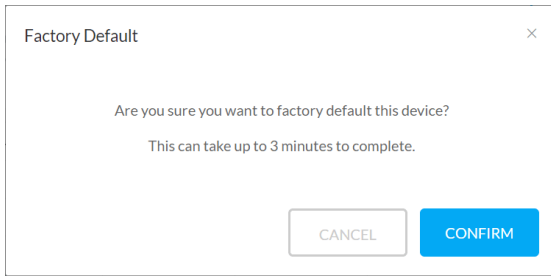 Factory Default
×
Are you sure you want to factory default this device?
This can take up to 3 minutes to complete.
CANCEL
CONFIRM